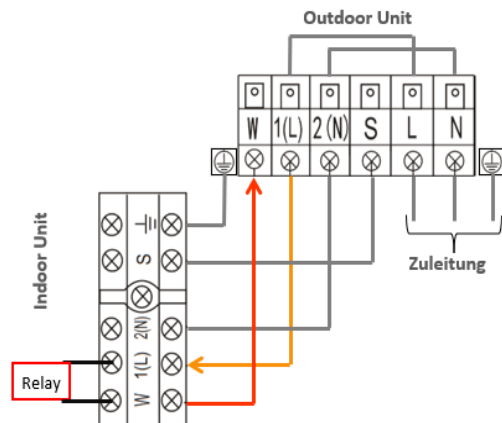 Outdoor Unit
W 1(L) 2(N) S L N
Zuleitung
Indoor Unit
S
2(N)
1(L)
W
Relay